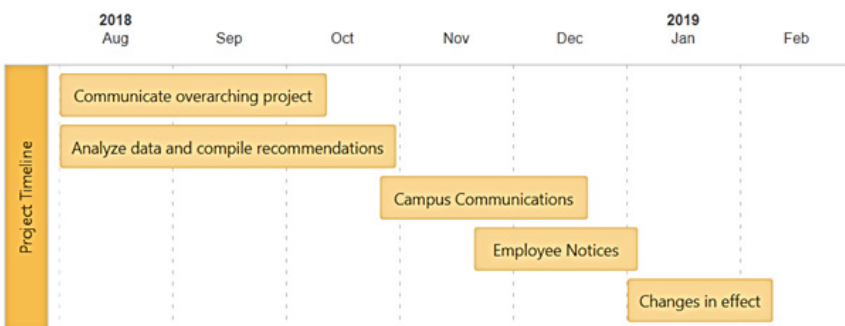 2018
2019
Aug Sep Oct Nov Dec Jan Feb
Project Timeline
Communicate overarching project
Analyze data and compile recommendations
Campus Communications
Employee Notices
Changes in effect